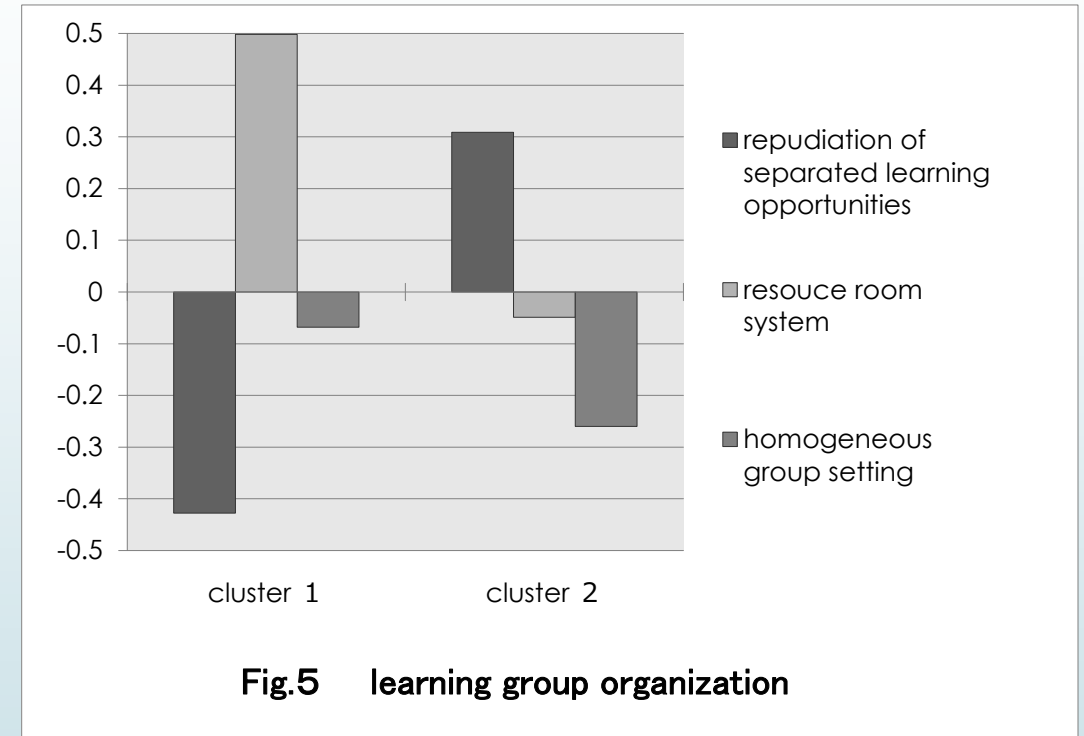 0.5
0.4
0.3
0.2
0.1
0
-0.1
-0.2
-0.3
-0.4
-0.5
cluster 1
cluster 2
repudiation of
separated learning
opportunities
resouce room
system
homogeneous
group setting
Fig.5 learning group organization